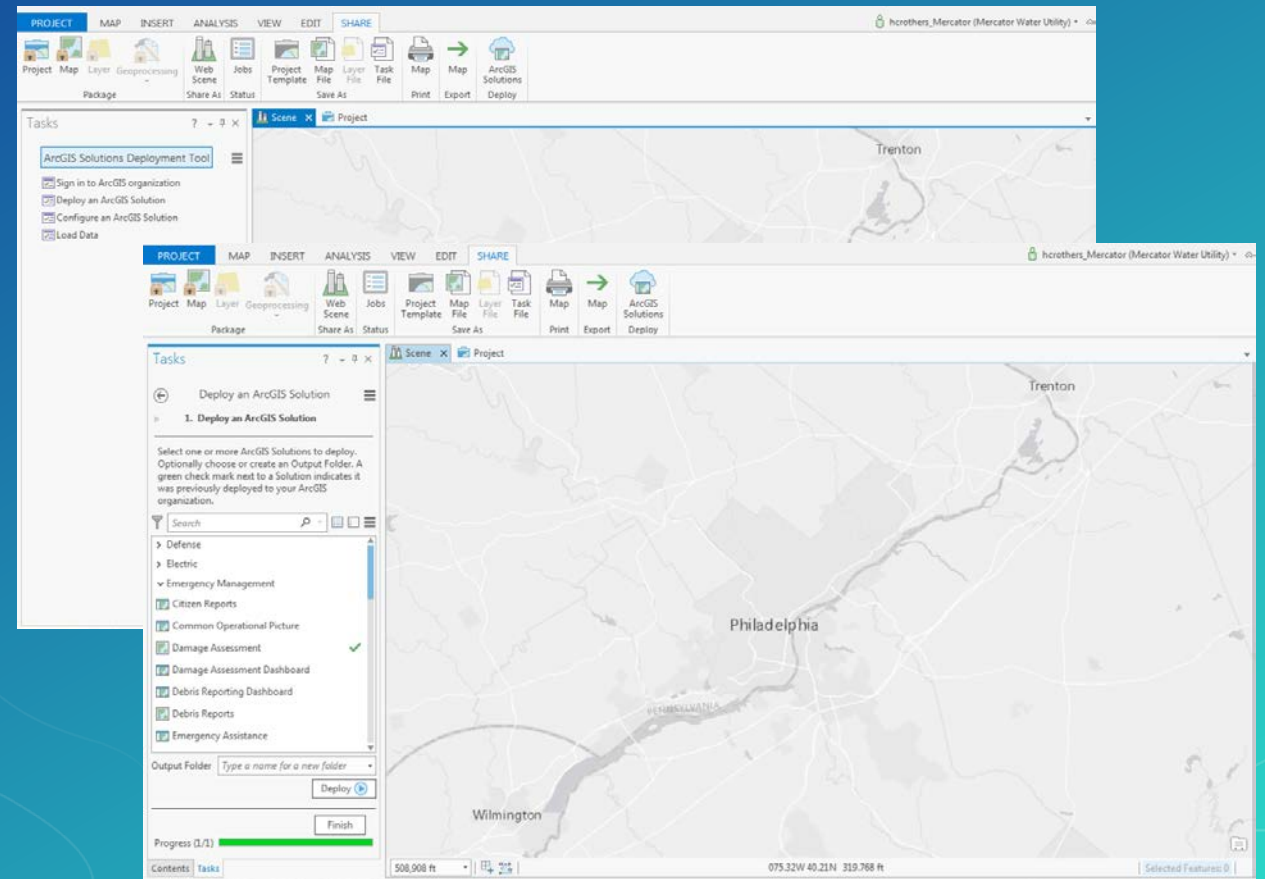 PROJECT MAP INSERT ANALYSIS VIEW EDIT SHARE
hcrothers_Mercator (Mercator Water Utility)
Project Map Layer Geoprocessing Web Scene Jobs Project Template Map File Layer File Task File Map Map ArcGIS Solutions
Package Share As Status Save As Print Export Deploy
Tasks ?
Scene Project
ArcGIS Solutions Deployment Tool
Sign in to ArcGIS organization
Deploy an ArcGIS Solution
Configure an ArcGIS Solution
Load Data
Trenton
PROJECT MAP INSERT ANALYSIS VIEW EDIT SHARE
hcrothers_Mercator (Mercator Water Utility)
Project Map Layer Geoprocessing Web Scene Jobs Project Template Map File Layer File Task File Map Map ArcGIS Solutions
Package Share As Status Save As Print Export Deploy
Tasks ?
Scene Project
Deploy an ArcGIS Solution
1. Deploy an ArcGIS Solution
Select one or more ArcGIS Solutions to deploy.
Optionally choose or create an Output Folder. A
green check mark next to a Solution indicates it
was previously deployed to your ArcGIS
organization.
Search
Defense
Electric
Emergency Management
Citizen Reports
Common Operational Picture
Damage Assessment
Damage Assessment Dashboard
Debris Reporting Dashboard
Debris Reports
Emergency Assistance
Output Folder Type a name for a new folder
Deploy
Finish
Progress (1/1)
Contents Tasks
Trenton
Philadelphia
PENNSYLVANIA
Wilmington
508,908 ft
075.32W 40.21N 319.768 ft
Selected Features: 0